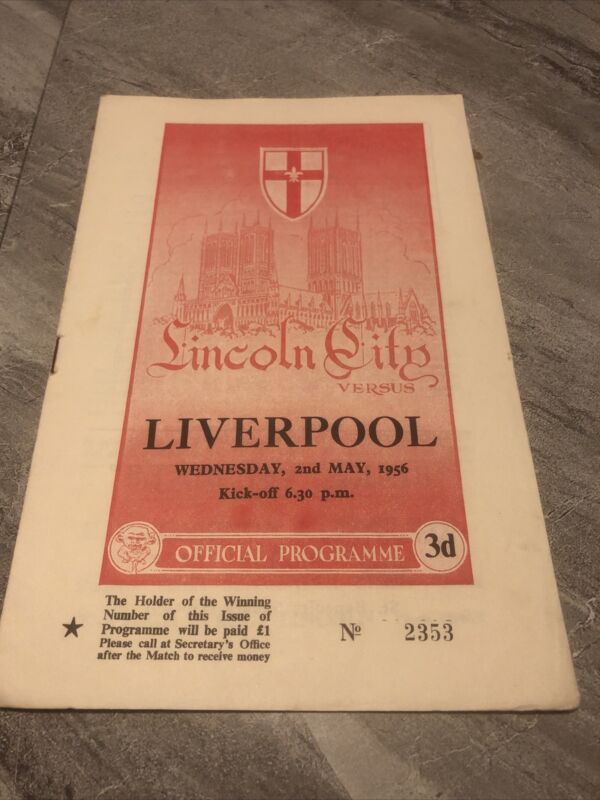 Lincoln City
VERSUS
LIVERPOOL
WEDNESDAY, 2nd MAY, 1956
Kick-off 6.30 p.m.
OFFICIAL PROGRAMME
3d
The Holder of the Winning
Number of this Issue of
Programme will be paid £1
Please call at Secretary's Office
after the Match to receive money
★
Nº 2353